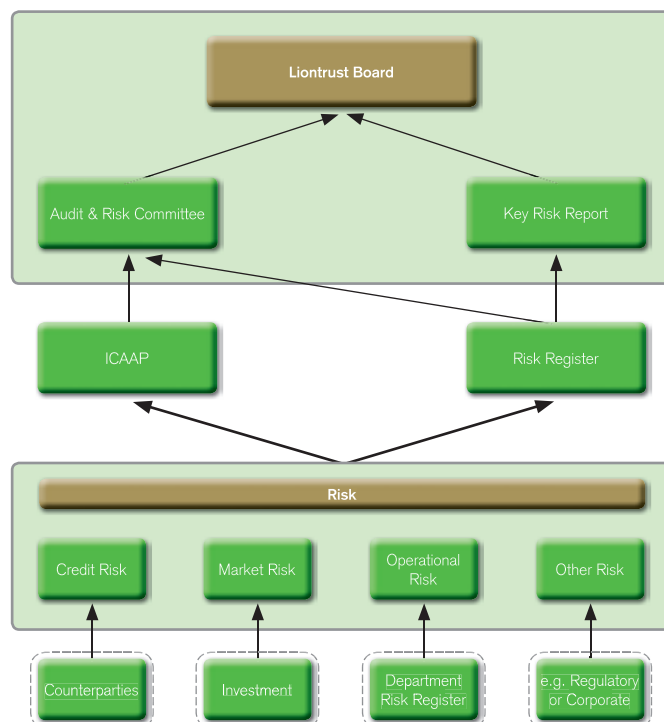 Liontrust Board
Audit & Risk Committee
Key Risk Report
ICAAP
Risk Register
Risk
Credit Risk
Market Risk
Operational
Risk
Other Risk
Counterparties
Investment
Department
Risk Register
e.g. Regulatory
or Corporate